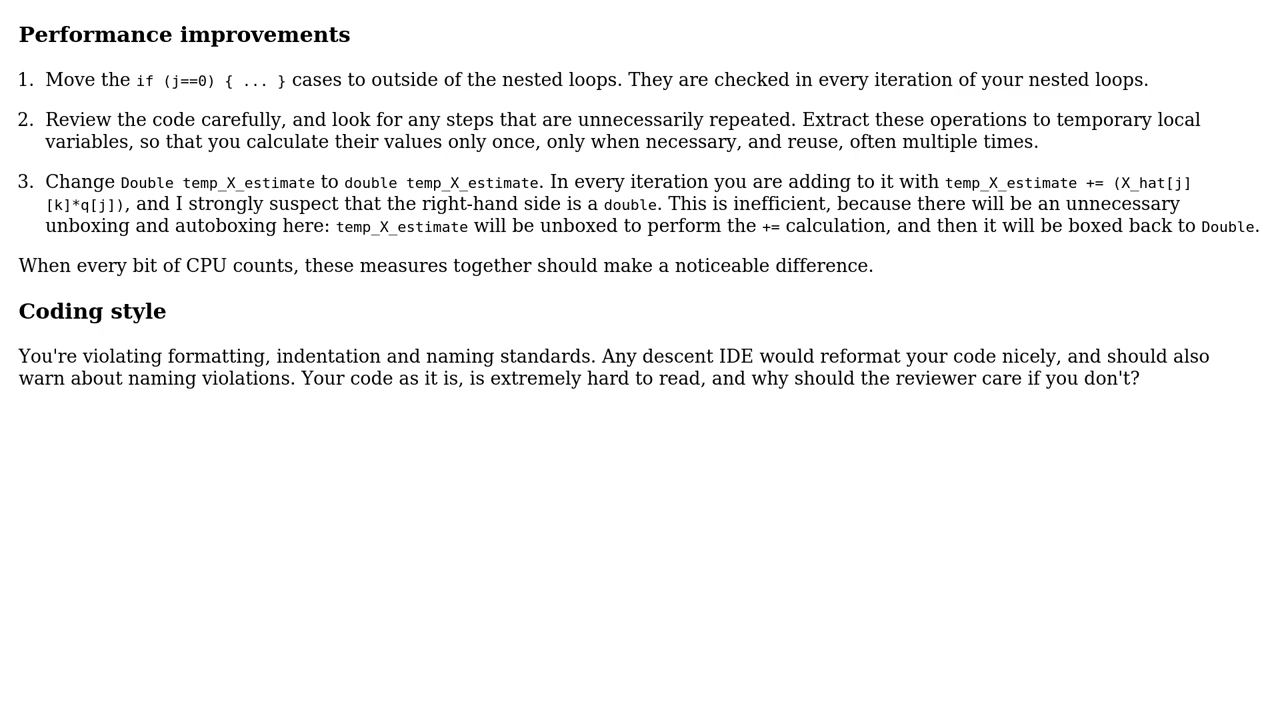 Performance improvements
1. Move the if (j==0) { ... } cases to outside of the nested loops. They are checked in every iteration of your nested loops.
2. Review the code carefully, and look for any steps that are unnecessarily repeated. Extract these operations to temporary local
variables, so that you calculate their values only once, only when necessary, and reuse, often multiple times.
3. Change Double temp_X_estimate to double temp_X_estimate. In every iteration you are adding to it with temp_X_estimate += (X_hat[j]
[k]*q[j]), and I strongly suspect that the right-hand side is a double. This is inefficient, because there will be an unnecessary
unboxing and autoboxing here: temp_X_estimate will be unboxed to perform the += calculation, and then it will be boxed back to Double.
When every bit of CPU counts, these measures together should make a noticeable difference.
Coding style
You're violating formatting, indentation and naming standards. Any descent IDE would reformat your code nicely, and should also
warn about naming violations. Your code as it is, is extremely hard to read, and why should the reviewer care if you don't?